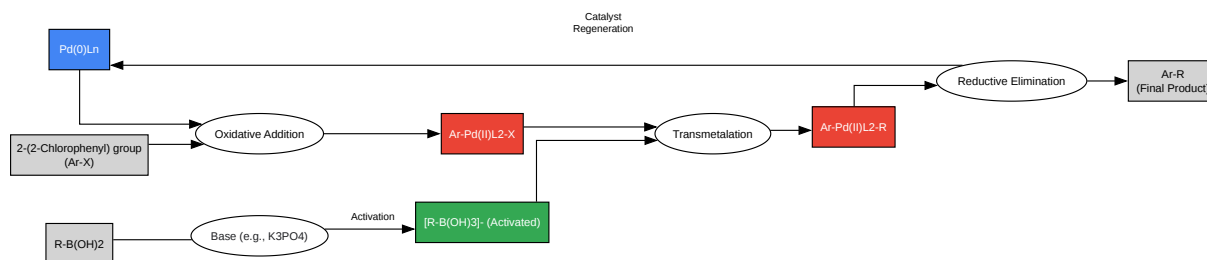 Catalyst
Regeneration
Pd(0)Ln
Reductive Elimination
Ar-R
(Final Product)
Oxidative Addition
Ar-Pd(II)L2-X
Transmetalation
Ar-Pd(II)L2-R
2-(2-Chlorophenyl) group
(Ar-X)
Activation
[R-B(OH)3]- (Activated)
Base (e.g., K3PO4)
R-B(OH)2